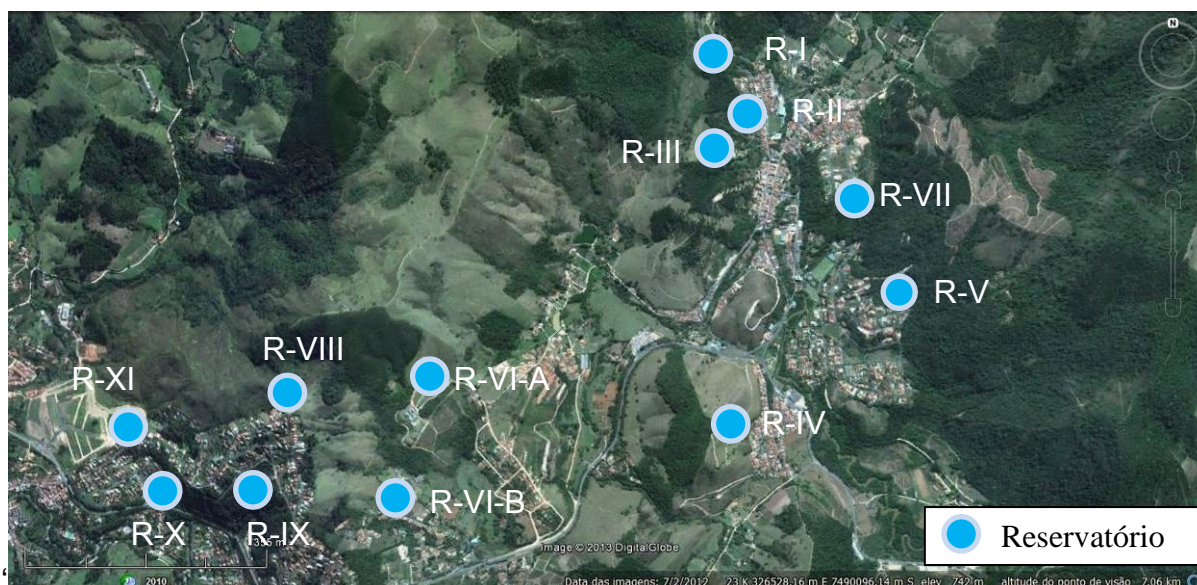 N
R-I
R-II
R-III
R-VII
R-V
R-VIII
R-XI
R-VI-A
R-IV
R-VI-B
R-X
R-IX
Reservatório
Image © 2013 DigitalGlobe
2010
Data das imagens: 7/2/2012 23 K 326528.16 m E 7490096.14 m S elev 742 m altitude do ponto de visão 7.06 km